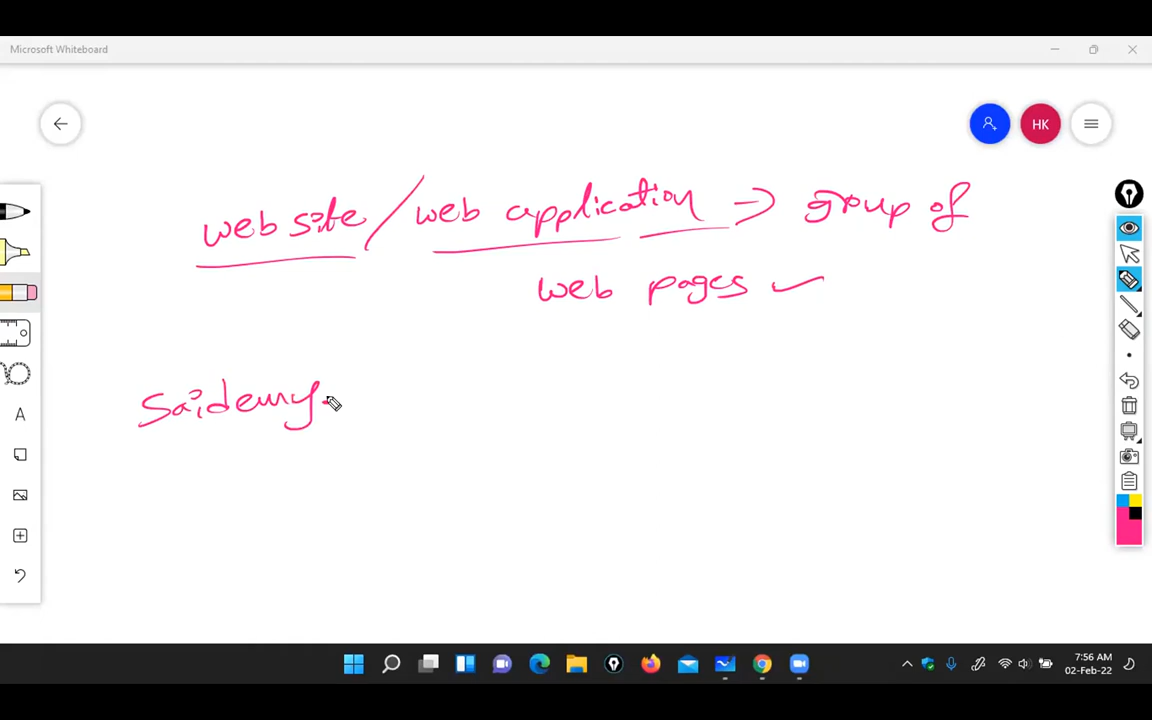 Microsoft Whiteboard
HK
web site / web application → group of
web pages ✓
Saidemy.
A
7:56 AM
02-Feb-22